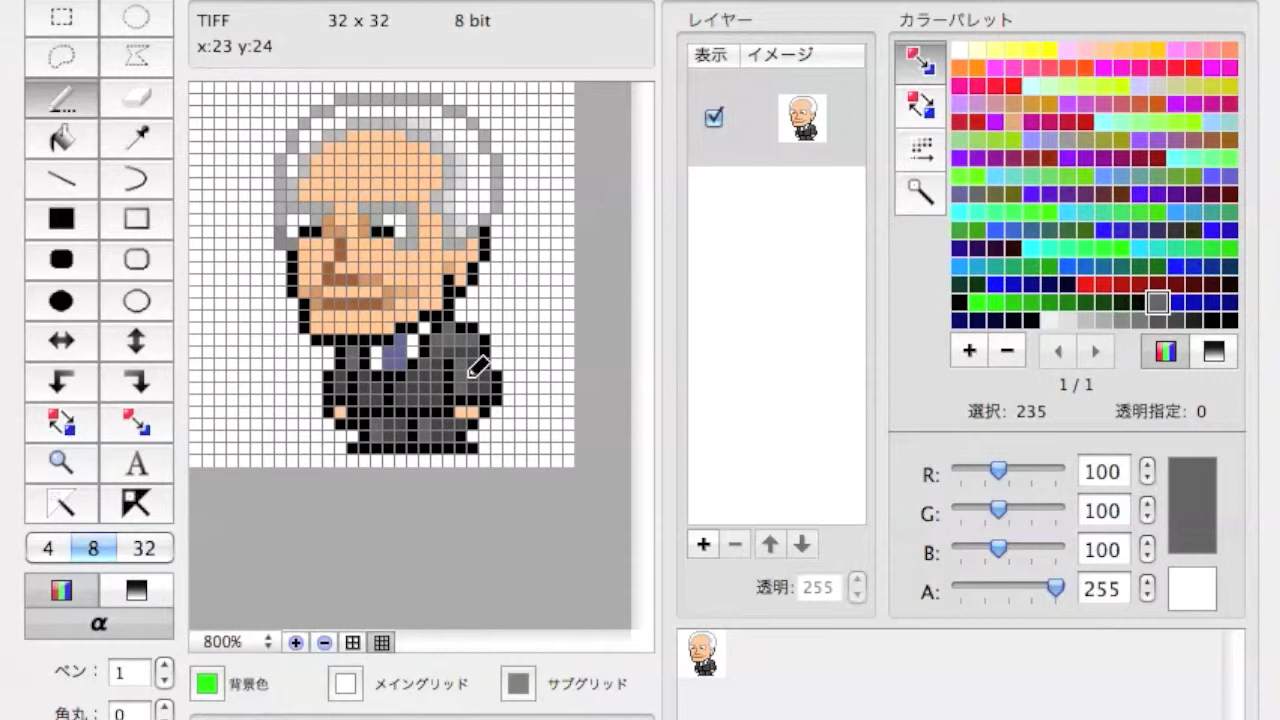 TIFF 32 x 32 8 bit
x:23 y:24
レイヤー
表示 イメージ
透明: 255
カラーパレット
1 / 1
選択: 235 透明指定: 0
R: 100
G: 100
B: 100
A: 255
A
4 8 32
α
ペン: 1
角丸: 0
800%
背景色 メイングリッド サブグリッド